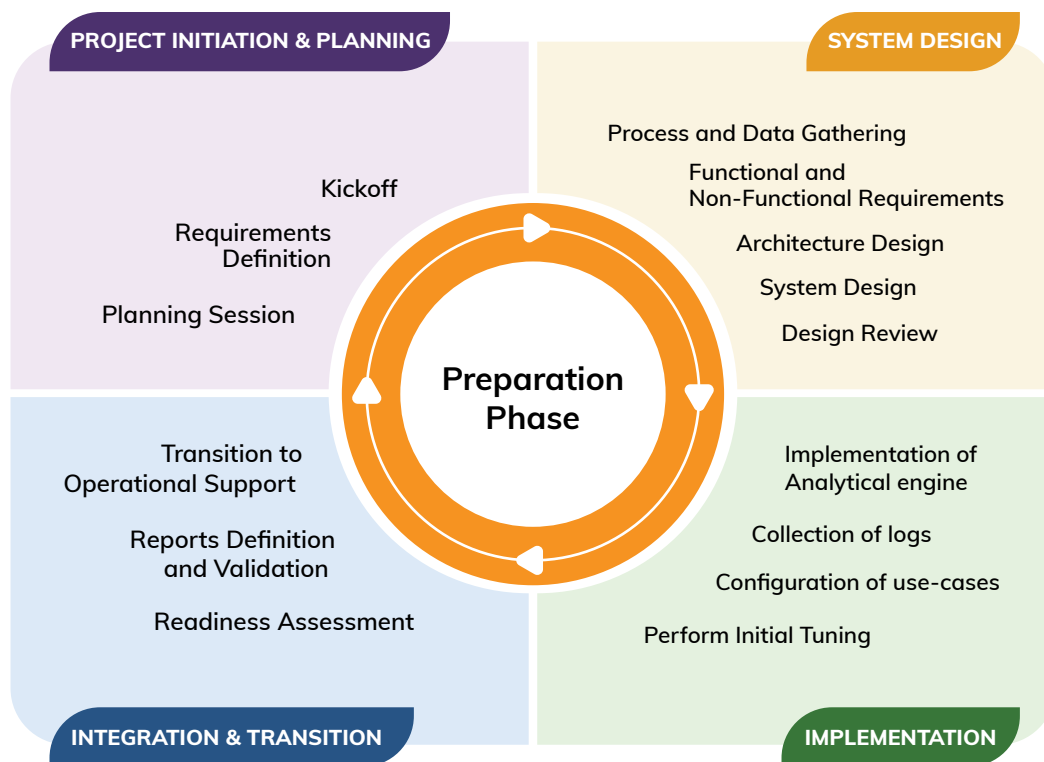 PROJECT INITIATION & PLANNING
Kickoff
Requirements
Definition
Planning Session
SYSTEM DESIGN
Process and Data Gathering
Functional and
Non-Functional Requirements
Architecture Design
System Design
Design Review
Preparation
Phase
Transition to
Operational Support
Reports Definition
and Validation
Readiness Assessment
INTEGRATION & TRANSITION
Implementation of
Analytical engine
Collection of logs
Configuration of use-cases
Perform Initial Tuning
IMPLEMENTATION